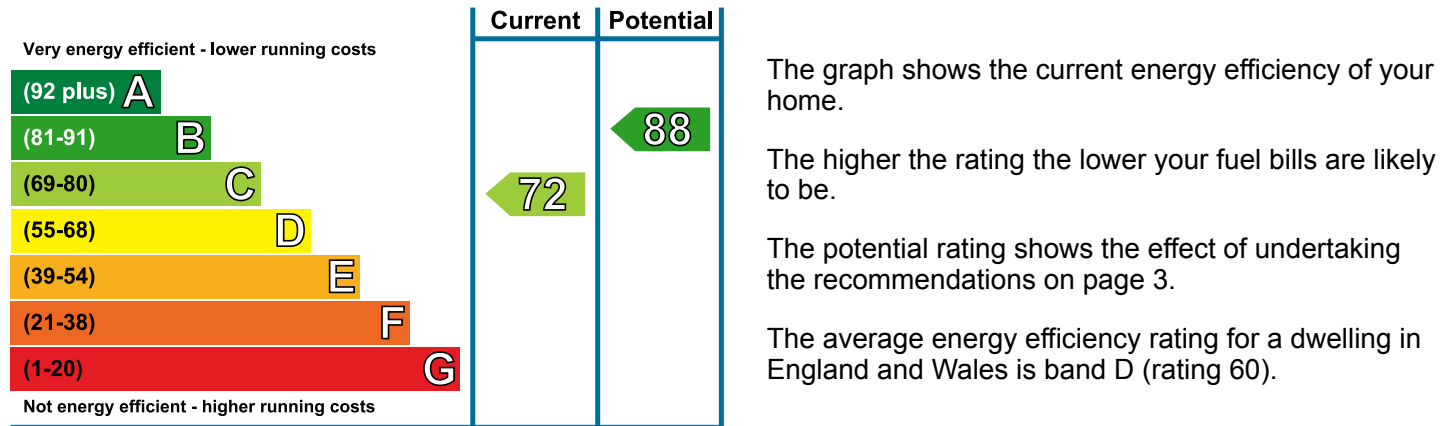 Current Potential
Very energy efficient - lower running costs
(92 plus) A
(81-91) B
88
(69-80) C
72
(55-68) D
(39-54) E
(21-38) F
(1-20) G
Not energy efficient - higher running costs
The graph shows the current energy efficiency of your
home.
The higher the rating the lower your fuel bills are likely
to be.
The potential rating shows the effect of undertaking
the recommendations on page 3.
The average energy efficiency rating for a dwelling in
England and Wales is band D (rating 60).